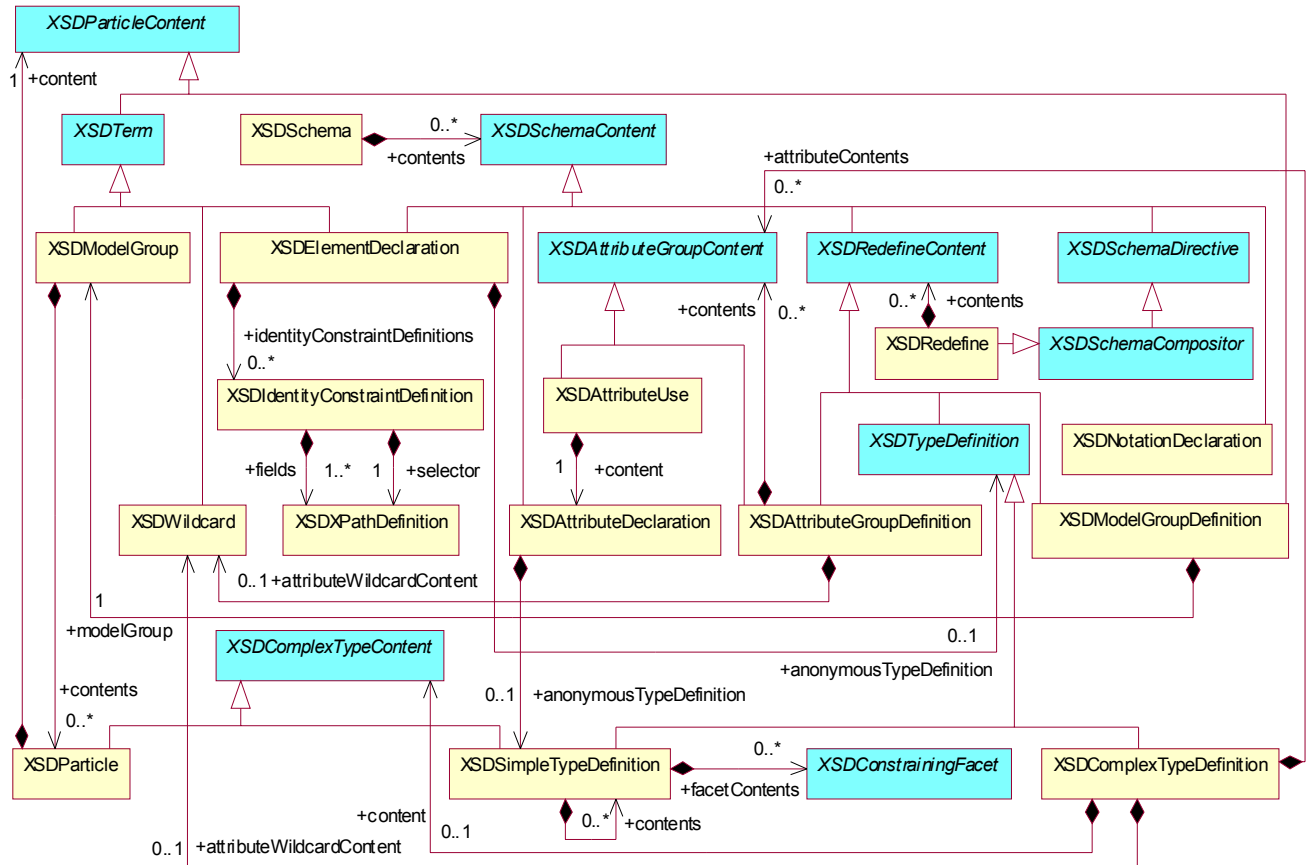 XSDParticleContent
1
+content
XSDTerm
XSDSchema
0..*
+contents
XSDSchemaContent
+attributeContents
0..*
XSDModelGroup
XSDElementDeclaration
XSDAttributeGroupContent
XSDRedefineContent
XSDSchemaDirective
+identityConstraintDefinitions
0..*
+contents
0..*
0..*
+contents
XSDRedefine
XSDSchemaCompositor
XSDIdentityConstraintDefinition
XSDAttributeUse
XSDTypeDefinition
XSDNotationDeclaration
+fields
1..*
1
+selector
1
+content
XSDWildcard
XSDXPathDefinition
XSDAttributeDeclaration
XSDAttributeGroupDefinition
XSDModelGroupDefinition
0..1
+attributeWildcardContent
1
+modelGroup
XSDComplexTypeContent
0..1
+anonymousTypeDefinition
+contents
0..*
0..1
+anonymousTypeDefinition
XSDParticle
XSDSimpleTypeDefinition
0..*
+facetContents
XSDConstrainingFacet
XSDComplexTypeDefinition
+content
0..1
0..*
+contents
0..1
+attributeWildcardContent